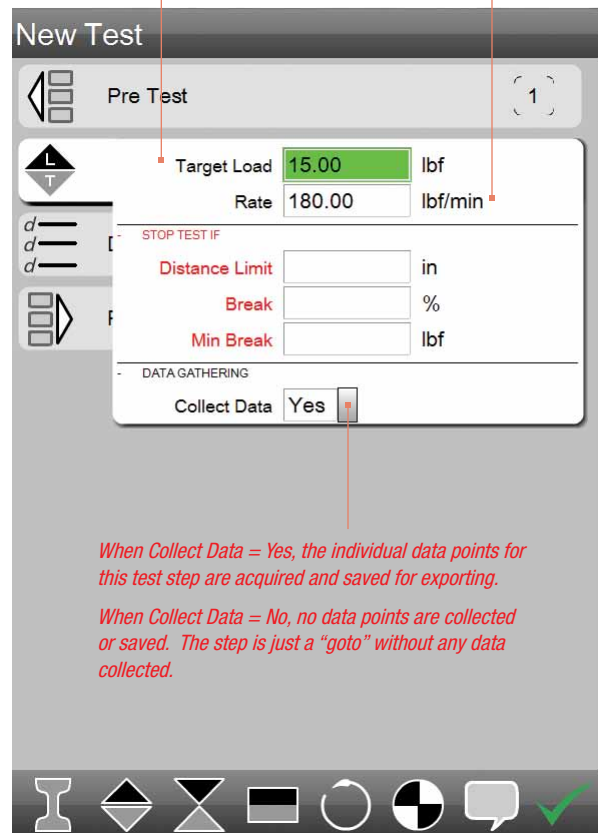 New Test
Pre Test
1
L
T
Target Load 15.00 lbf
Rate 180.00 lbf/min
d
d
d
- STOP TEST IF
Distance Limit in
Break %
Min Break lbf
- DATA GATHERING
Collect Data Yes
When Collect Data = Yes, the individual data points for
this test step are acquired and saved for exporting.
When Collect Data = No, no data points are collected
or saved. The step is just a “goto” without any data
collected.